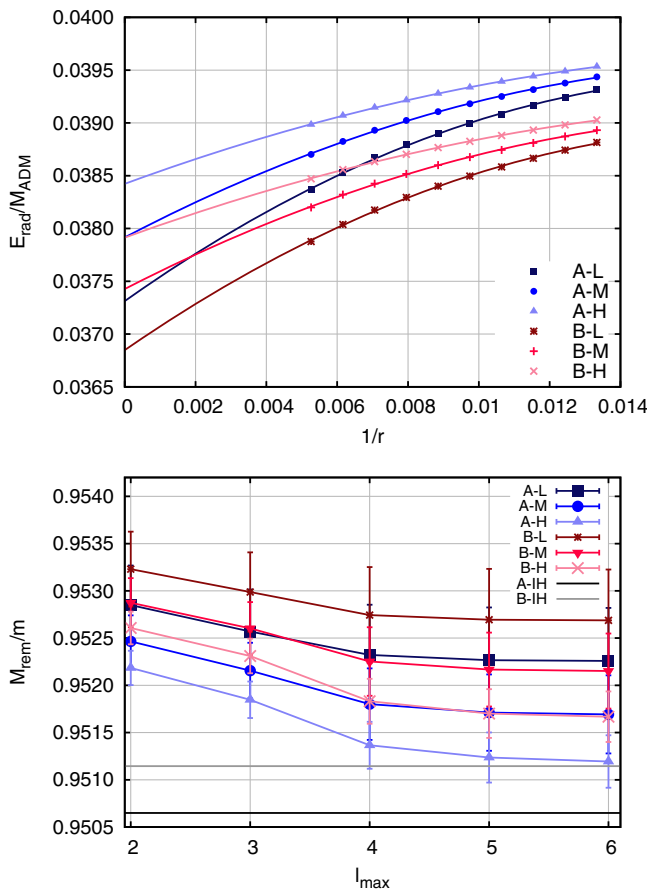 0.0400
0.0395
0.0390
0.0385
0.0380
0.0375
0.0370
0.0365
E_rad/M_ADM
A-L
A-M
A-H
B-L
B-M
B-H
0 0.002 0.004 0.006 0.008 0.01 0.012 0.014
1/r
0.9540
0.9535
0.9530
0.9525
0.9520
0.9515
0.9510
0.9505
M_rem/m
A-L
A-M
A-H
B-L
B-M
B-H
A-IH
B-IH
2 3 4 5 6
l_max